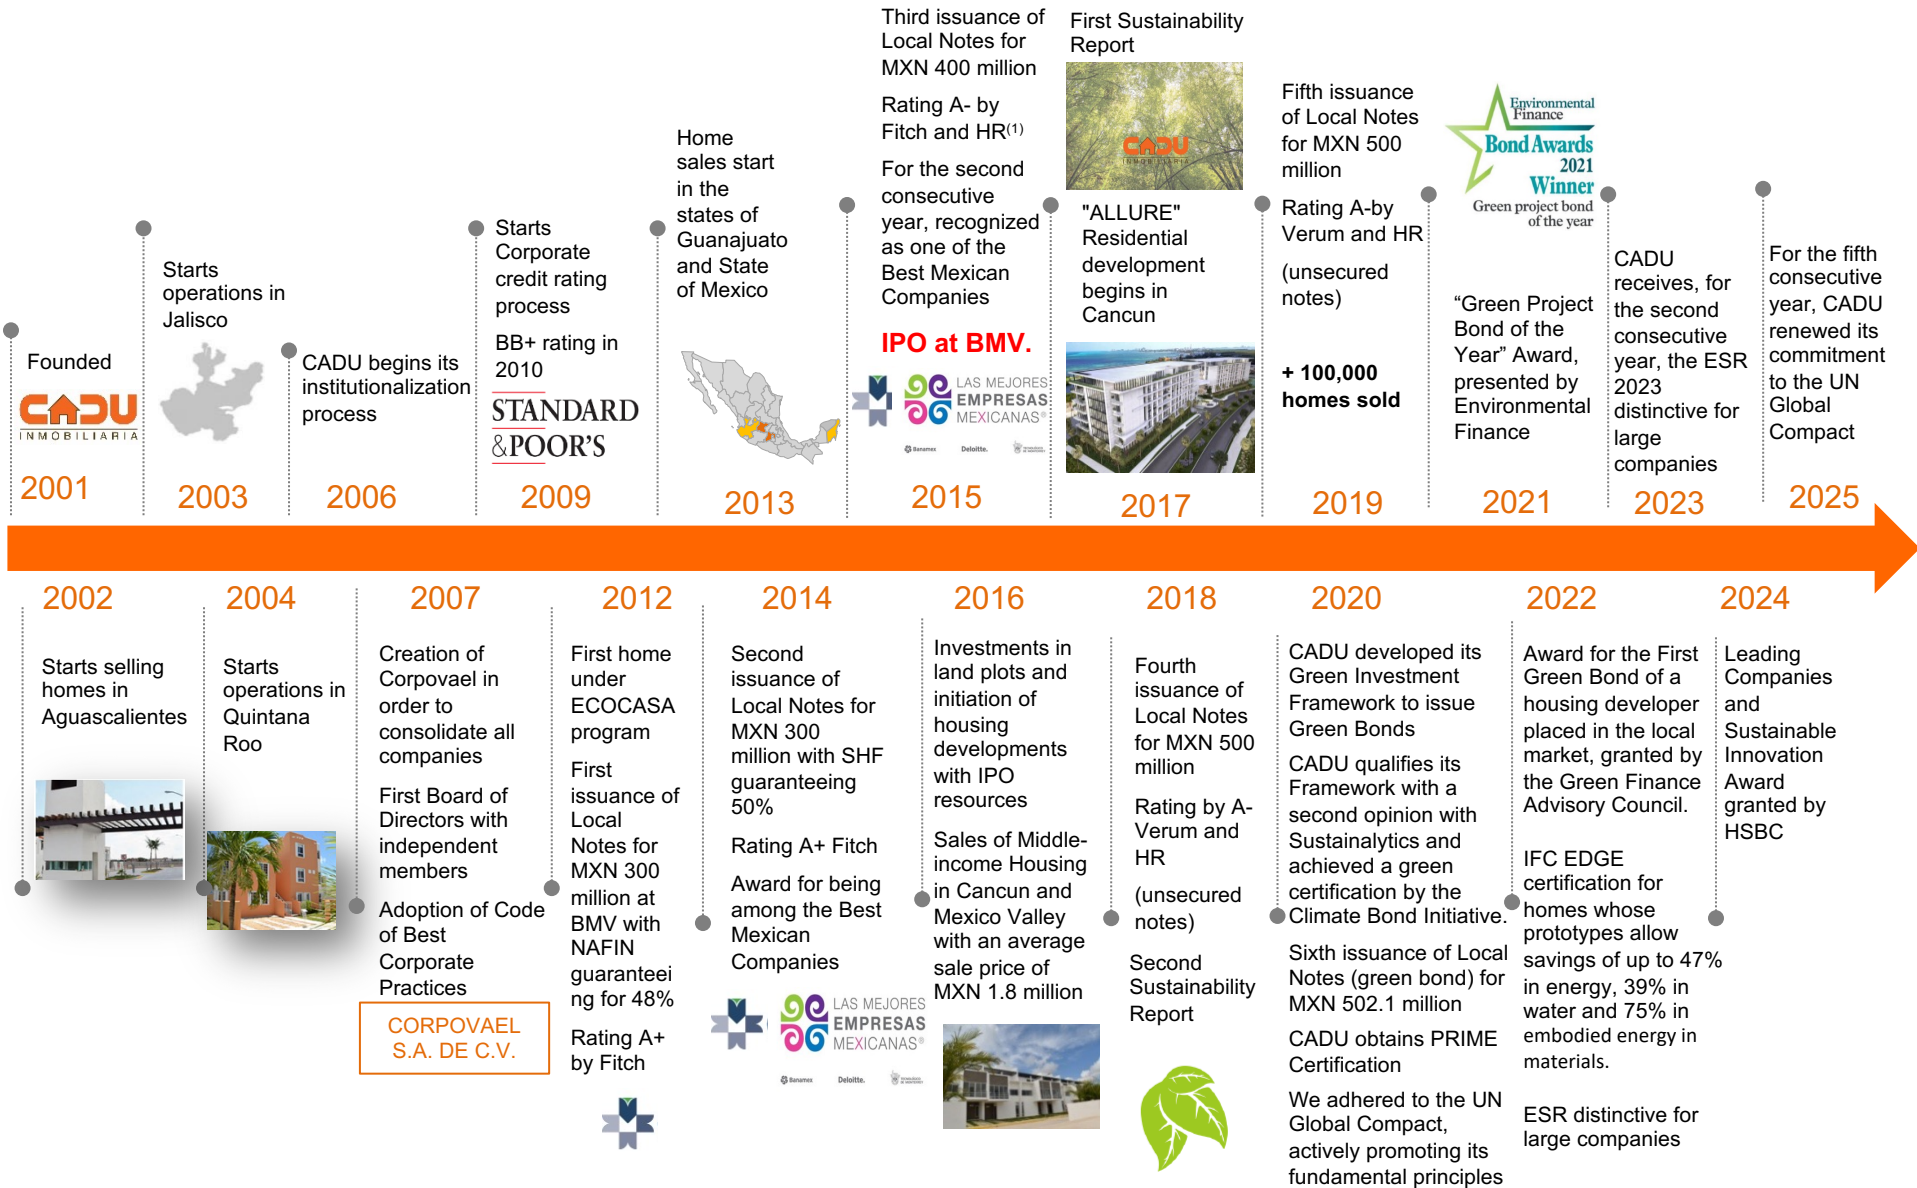 Founded
CADU
INMOBILIARIA
2001
Starts
operations in
Jalisco
2003
CADU begins its
institutionalization
process
2006
Starts
Corporate
credit rating
process
BB+ rating in
2010
STANDARD
&POOR'S
2009
Home
sales start
in the
states of
Guanajuato
and State
of Mexico
2013
Third issuance of
Local Notes for
MXN 400 million
Rating A- by
Fitch and HR(1)
For the second
consecutive
year, recognized
as one of the
Best Mexican
Companies
IPO at BMV.
LAS MEJORES
EMPRESAS
MEXICANAS®
Banamex Deloitte.
2015
First Sustainability
Report
CADU
INMOBILIARIA
"ALLURE"
Residential
development
begins in
Cancun
2017
Fifth issuance
of Local Notes
for MXN 500
million
Rating A-by
Verum and HR
(unsecured
notes)
+ 100,000
homes sold
2019
Environmental
Finance
Bond Awards
2021
Winner
Green project bond
of the year
“Green Project
Bond of the
Year” Award,
presented by
Environmental
Finance
2021
CADU
receives, for
the second
consecutive
year, the ESR
2023
distinctive for
large
companies
2023
For the fifth
consecutive
year, CADU
renewed its
commitment
to the UN
Global
Compact
2025
2002
Starts selling
homes in
Aguascalientes
2004
Starts
operations in
Quintana
Roo
2007
Creation of
Corpovael in
order to
consolidate all
companies
First Board of
Directors with
independent
members
Adoption of Code
of Best
Corporate
Practices
CORPOVAEL
S.A. DE C.V.
2012
First home
under
ECOCASA
program
First
issuance of
Local
Notes for
MXN 300
million at
BMV with
NAFIN
guaranteei
ng for 48%
Rating A+
by Fitch
2014
Second
issuance of
Local Notes for
MXN 300
million with SHF
guaranteeing
50%
Rating A+ Fitch
Award for being
among the Best
Mexican
Companies
LAS MEJORES
EMPRESAS
MEXICANAS®
Banamex Deloitte.
2016
Investments in
land plots and
initiation of
housing
developments
with IPO
resources
Sales of Middle-
income Housing
in Cancun and
Mexico Valley
with an average
sale price of
MXN 1.8 million
2018
Fourth
issuance of
Local Notes
for MXN 500
million
Rating by A-
Verum and
HR
(unsecured
notes)
Second
Sustainability
Report
2020
CADU developed its
Green Investment
Framework to issue
Green Bonds
CADU qualifies its
Framework with a
second opinion with
Sustainalytics and
achieved a green
certification by the
Climate Bond Initiative.
Sixth issuance of Local
Notes (green bond) for
MXN 502.1 million
CADU obtains PRIME
Certification
We adhered to the UN
Global Compact,
actively promoting its
fundamental principles
2022
Award for the First
Green Bond of a
housing developer
placed in the local
market, granted by
the Green Finance
Advisory Council.
IFC EDGE
certification for
homes whose
prototypes allow
savings of up to 47%
in energy, 39% in
water and 75% in
embodied energy in
materials.
ESR distinctive for
large companies
2024
Leading
Companies
and
Sustainable
Innovation
Award
granted by
HSBC